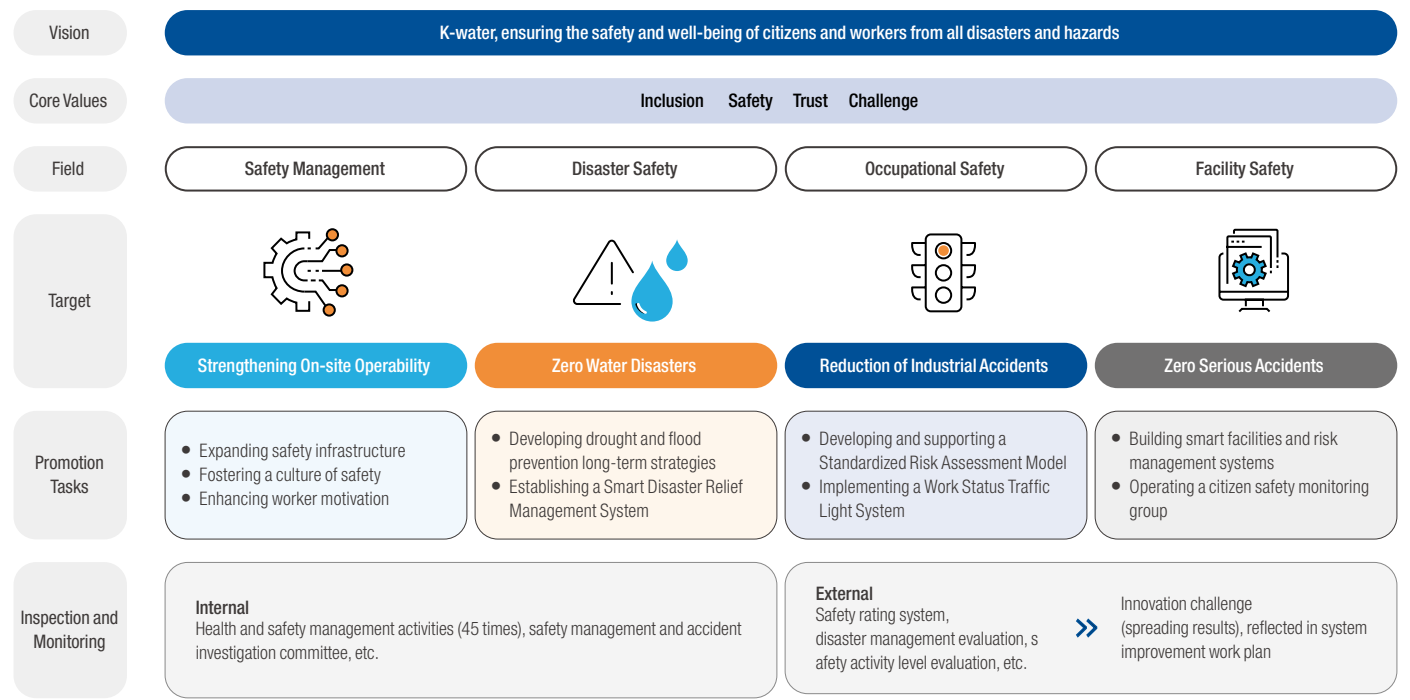 Vision
K-water, ensuring the safety and well-being of citizens and workers from all disasters and hazards
Core Values
Inclusion Safety Trust Challenge
Field
Safety Management
Disaster Safety
Occupational Safety
Facility Safety
Target
Strengthening On-site Operability
Zero Water Disasters
Reduction of Industrial Accidents
Zero Serious Accidents
Promotion
Tasks
● Expanding safety infrastructure
● Fostering a culture of safety
● Enhancing worker motivation
● Developing drought and flood
prevention long-term strategies
● Establishing a Smart Disaster Relief
Management System
● Developing and supporting a
Standardized Risk Assessment Model
● Implementing a Work Status Traffic
Light System
● Building smart facilities and risk
management systems
● Operating a citizen safety monitoring
group
Inspection and
Monitoring
Internal
Health and safety management activities (45 times), safety management and accident
investigation committee, etc.
External
Safety rating system,
disaster management evaluation, s
afety activity level evaluation, etc.
Innovation challenge
(spreading results), reflected in system
improvement work plan